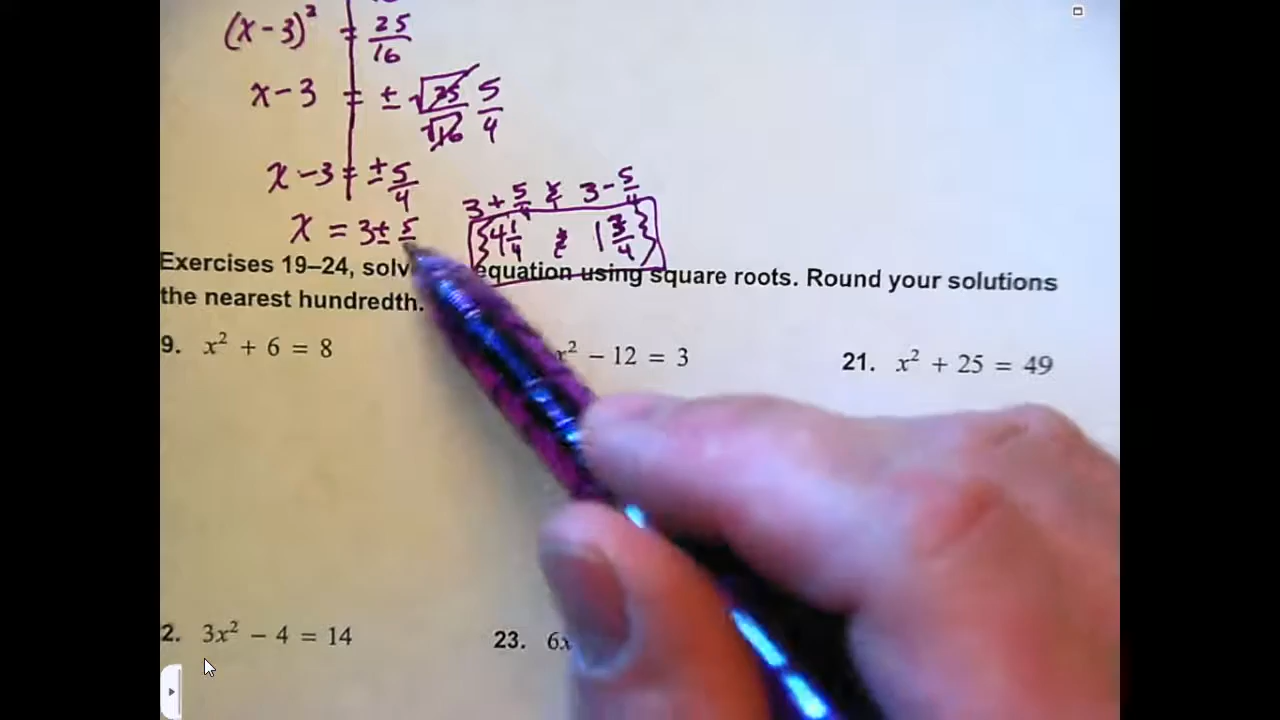 (x-3)² = 25/16
x-3 = ± √25/√16 5/4
x-3 = ± 5/4
3 + 5/4 & 3 - 5/4
x = 3 ± 5
{4 1/4 & 1 3/4}
Exercises 19–24, solv equation using square roots. Round your solutions
the nearest hundredth.
9. x² + 6 = 8
x² − 12 = 3
21. x² + 25 = 49
2. 3x² − 4 = 14
23. 6x